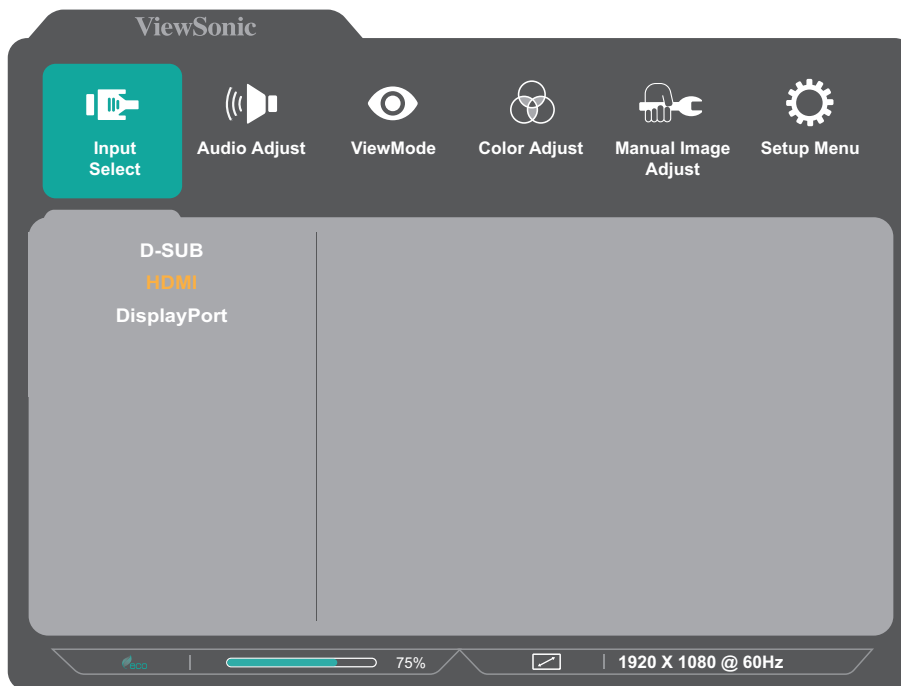 ViewSonic
Input
Select
Audio Adjust
ViewMode
Color Adjust
Manual Image
Adjust
Setup Menu
D-SUB
HDMI
DisplayPort
eco
75%
1920 X 1080 @ 60Hz